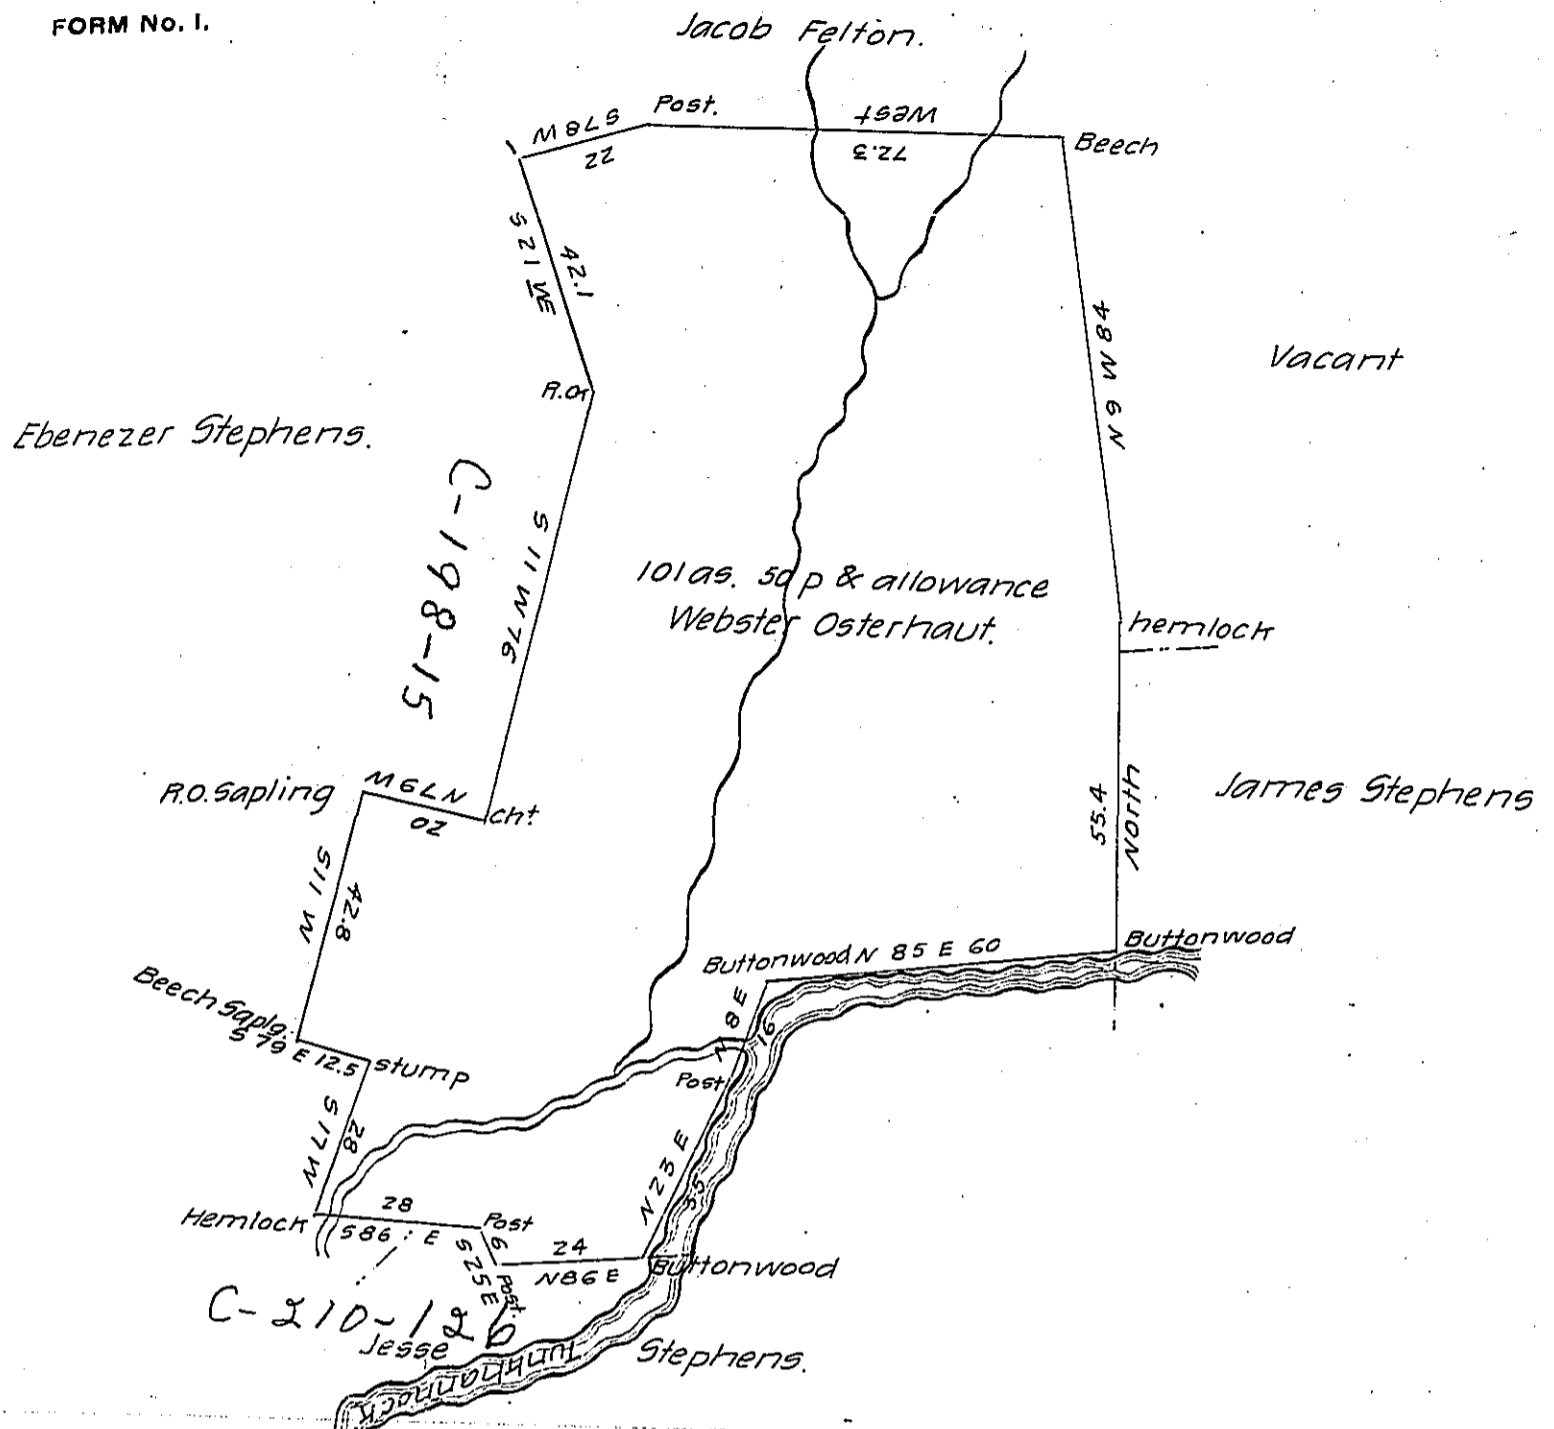 FORM No. 1.
Jacob Felton.
Post.
West
72.3
S 78 W
22
Beech
S 21 WE
42.1
N 6 W 84
Vacant
R.O.
Ebenezer Stephens.
C-198-15
S 11 W 76
101 as. 50 p & allowance
Webster Osterhaut.
hemlock
R.O. Sapling
N 79 W
20
cht
North
55.4
James Stephens
S 11 W
42.8
Buttonwood N 85 E 60
Buttonwood
Beech Saplg.
S 79 E 12.5
stump
N 8 E
16
Post
S 17 W
28
N 23 E
35
Hemlock
28
S 86 E
Post
S 25 E
9
Post.
24
N 86 E
Buttonwood
C-210-126
Jesse Stephens.
Tunkhannock